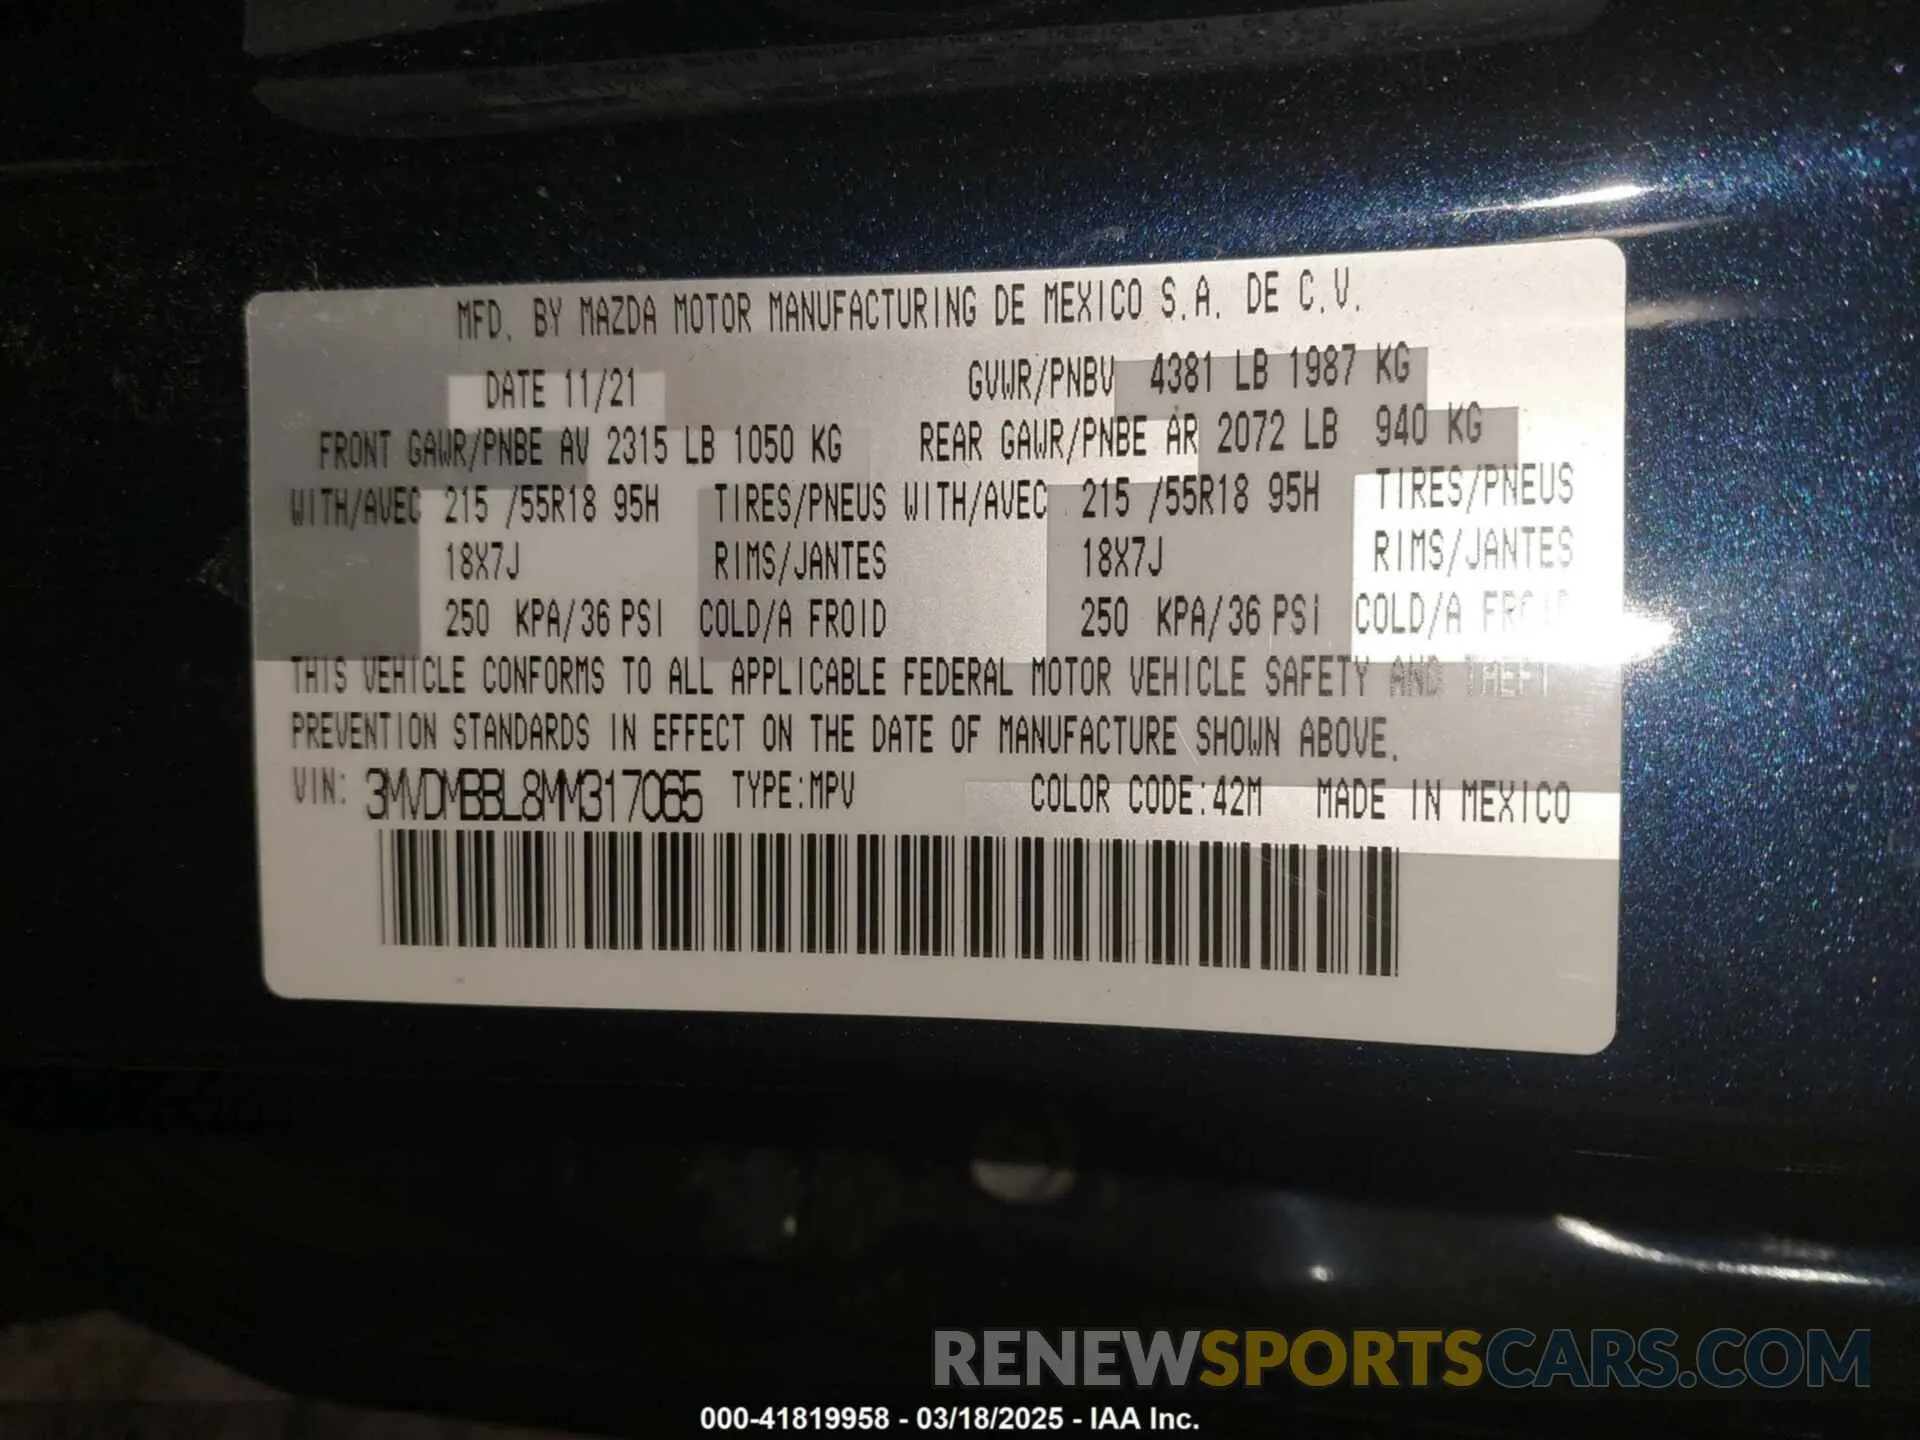 MFD. BY MAZDA MOTOR MANUFACTURING DE MEXICO S.A. DE C.V.
DATE 11/21 GVWR/PNBV 4381 LB 1987 KG
FRONT GAWR/PNBE AV 2315 LB 1050 KG REAR GAWR/PNBE AR 2072 LB 940 KG
WITH/AVEC 215 /55R18 95H TIRES/PNEUS WITH/AVEC 215 /55R18 95H TIRES/PNEUS
18X7J RIMS/JANTES 18X7J RIMS/JANTES
250 KPA/36 PSI COLD/A FROID 250 KPA/36 PSI COLD/A FROID
THIS VEHICLE CONFORMS TO ALL APPLICABLE FEDERAL MOTOR VEHICLE SAFETY AND THEFT
PREVENTION STANDARDS IN EFFECT ON THE DATE OF MANUFACTURE SHOWN ABOVE.
VIN: 3MVDMBBL8MM317065 TYPE:MPV COLOR CODE:42M MADE IN MEXICO
RENEWSPORTSCARS.COM
000-41819958 - 03/18/2025 - IAA Inc.